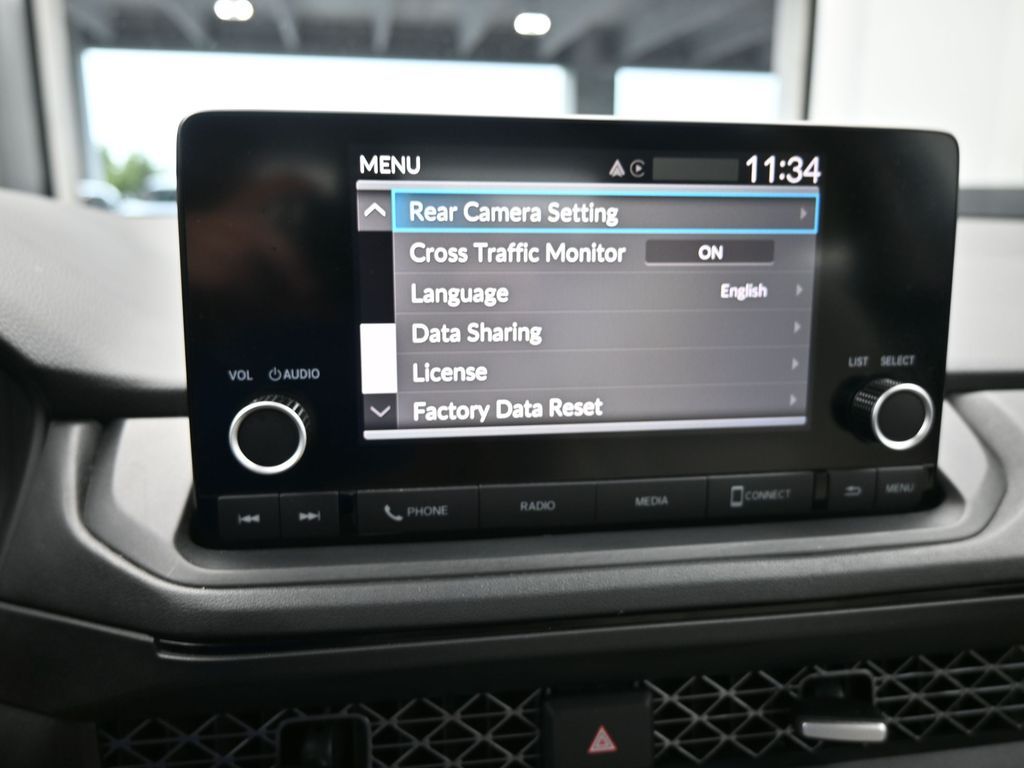 MENU 11:34
Rear Camera Setting
Cross Traffic Monitor ON
Language English
Data Sharing
License
Factory Data Reset
VOL AUDIO
LIST SELECT
PHONE RADIO MEDIA CONNECT MENU